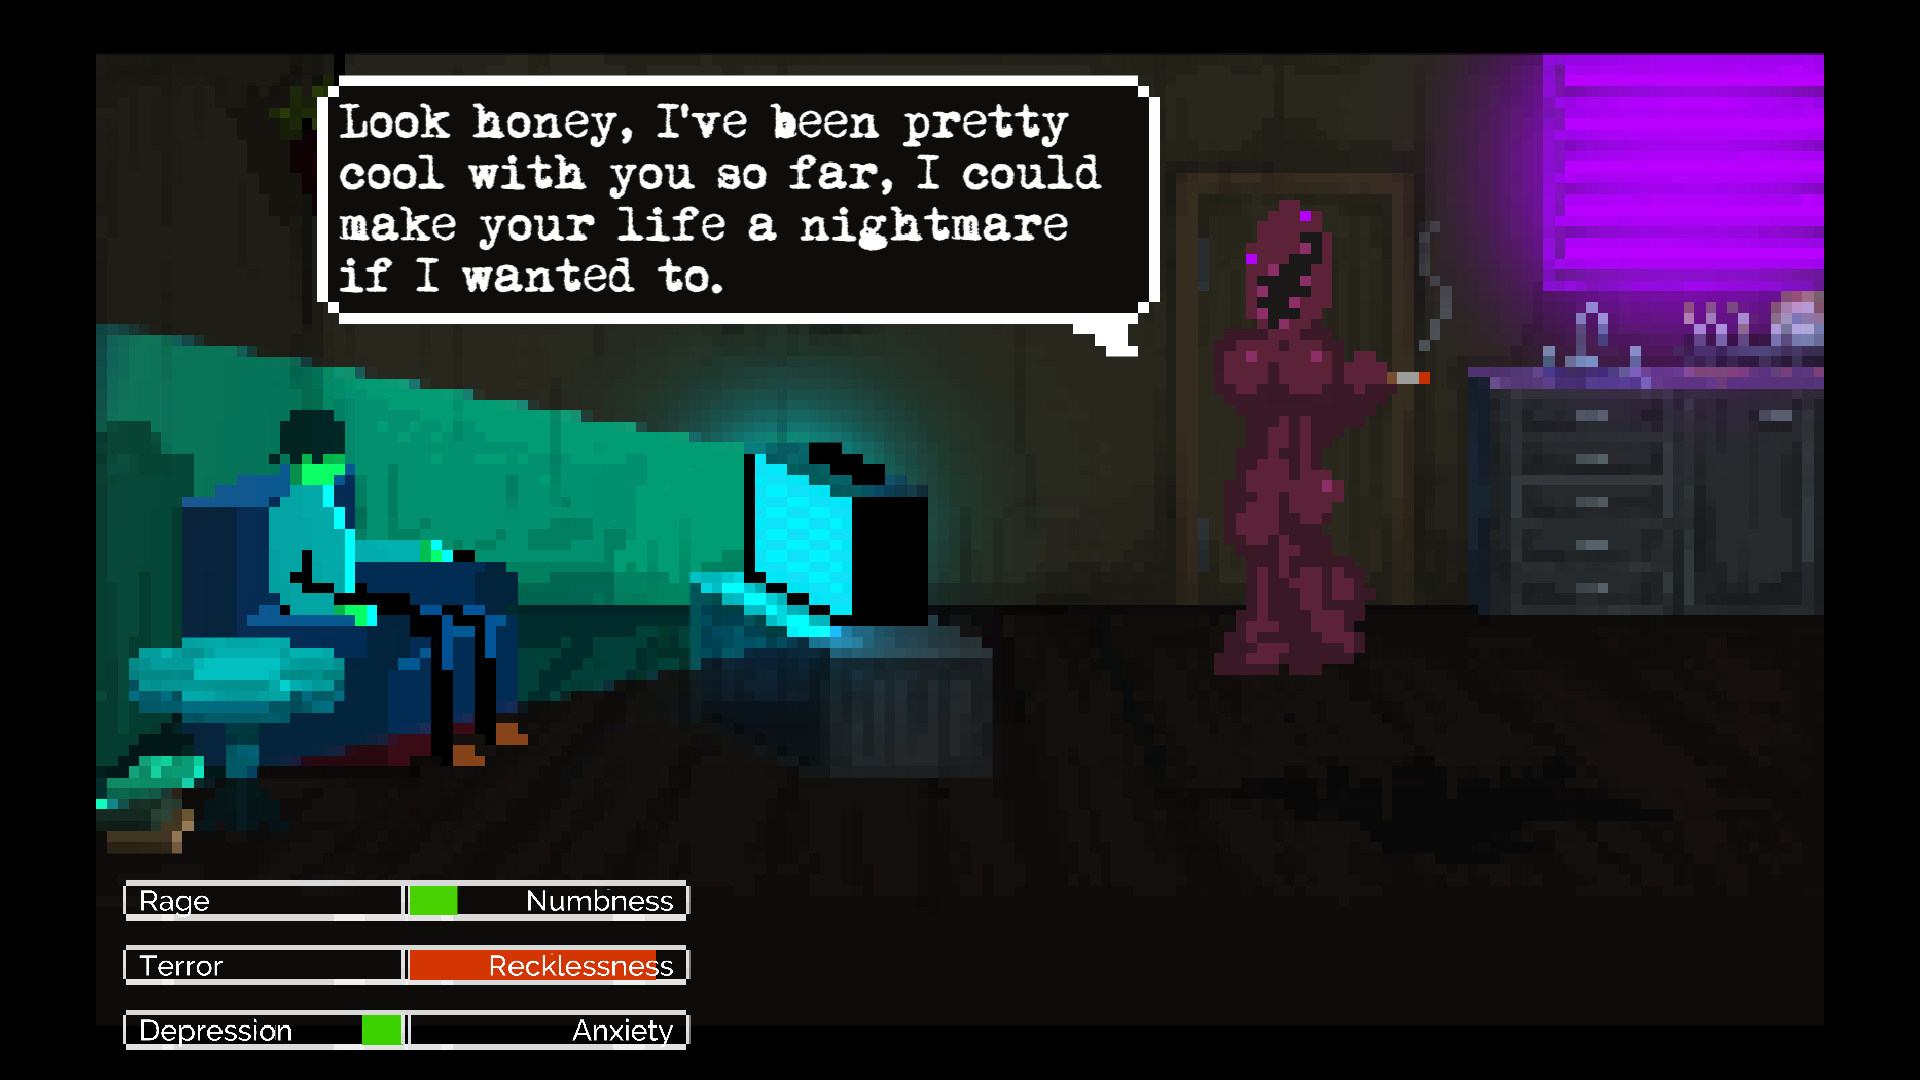 Look honey, I've been pretty
cool with you so far, I could
make your life a nightmare
if I wanted to.
Rage Numbness
Terror Recklessness
Depression Anxiety